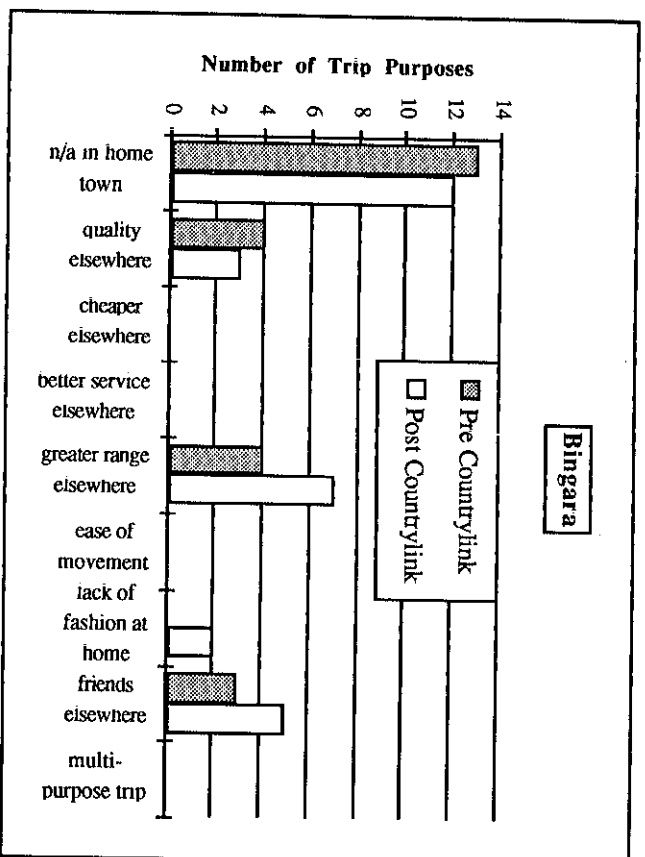 Bingara
Pre Countrylink
Post Countrylink
Number of Trip Purposes
0
2
4
6
8
10
12
14
n/a in home
town
quality
elsewhere
cheaper
elsewhere
better service
elsewhere
greater range
elsewhere
ease of
movement
lack of
fashion at
home
friends
elsewhere
multi-
purpose trip